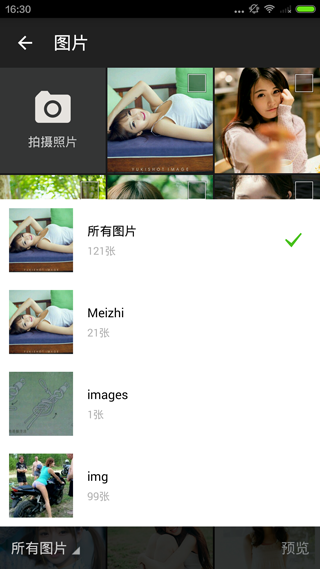 16:30
图片
拍摄照片
YUKISHOT.IMAGE
所有图片
121张
Meizhi
21张
images
1张
img
99张
所有图片
预览